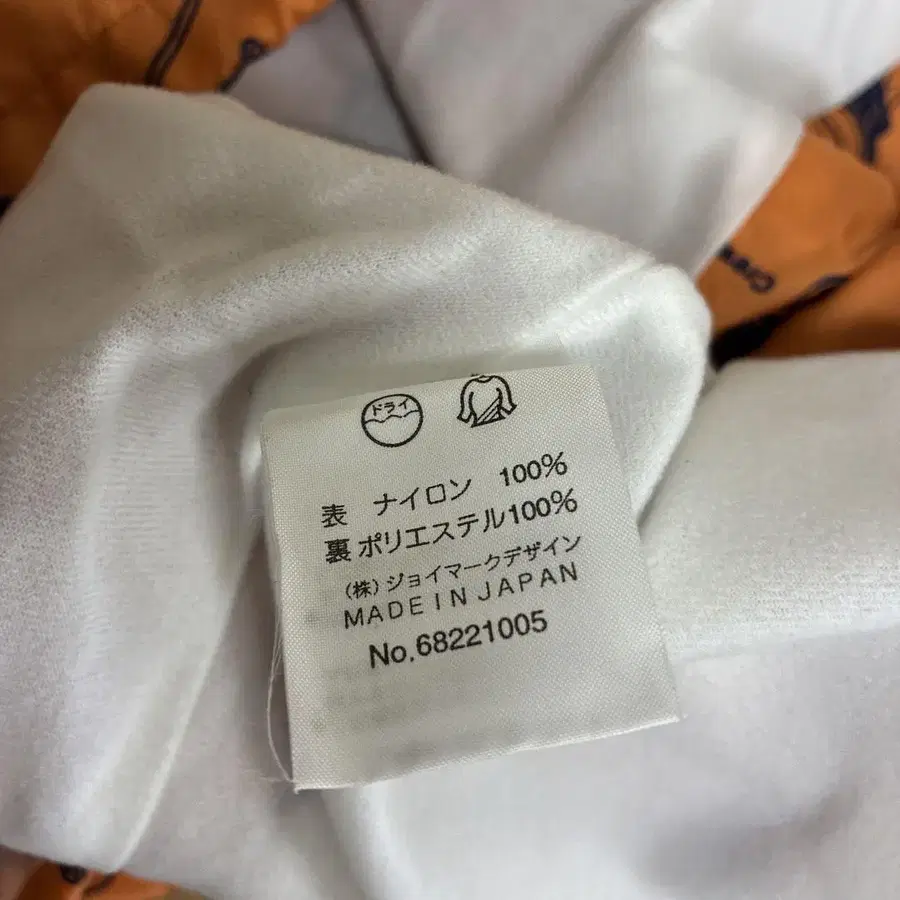 ドライ
表 ナイロン 100%
裏 ポリエステル100%
(株)ジョイマークデザイン
MADE IN JAPAN
No.68221005